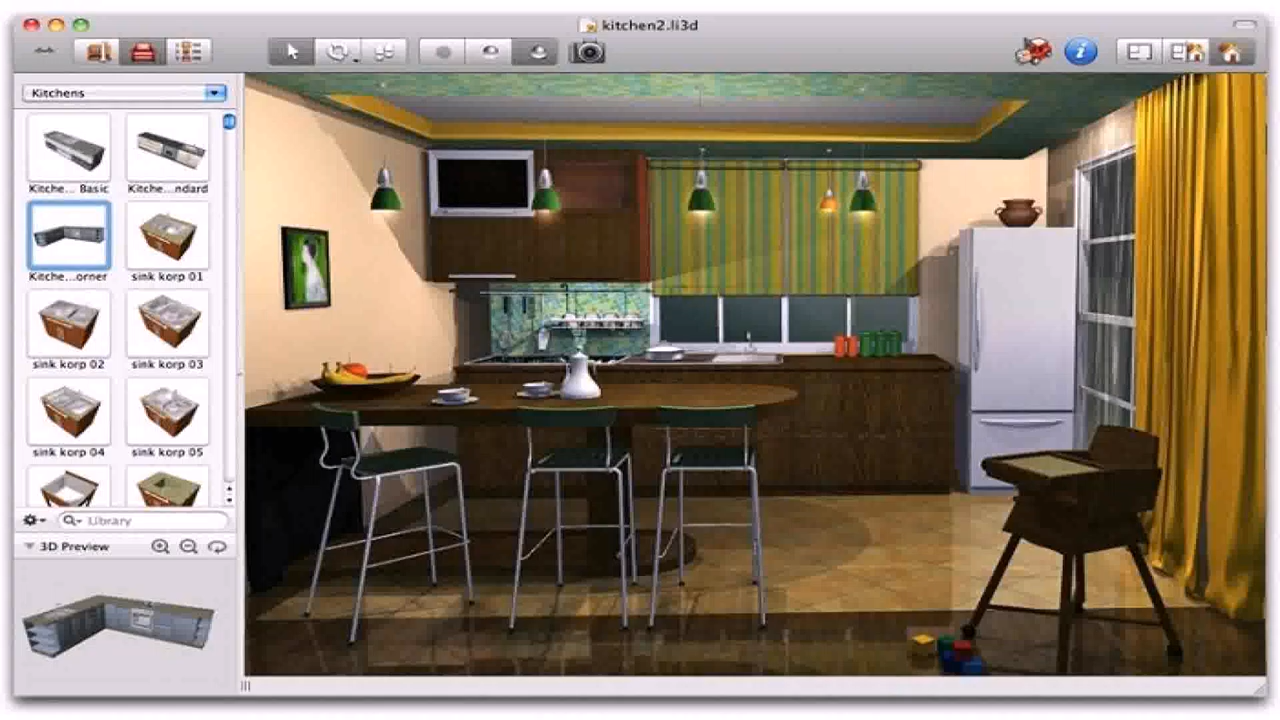 kitchen2.li3d
Kitchens
Kitche... Basic
Kitche...ndard
Kitche...orner
sink korp 01
sink korp 02
sink korp 03
sink korp 04
sink korp 05
Library
3D Preview